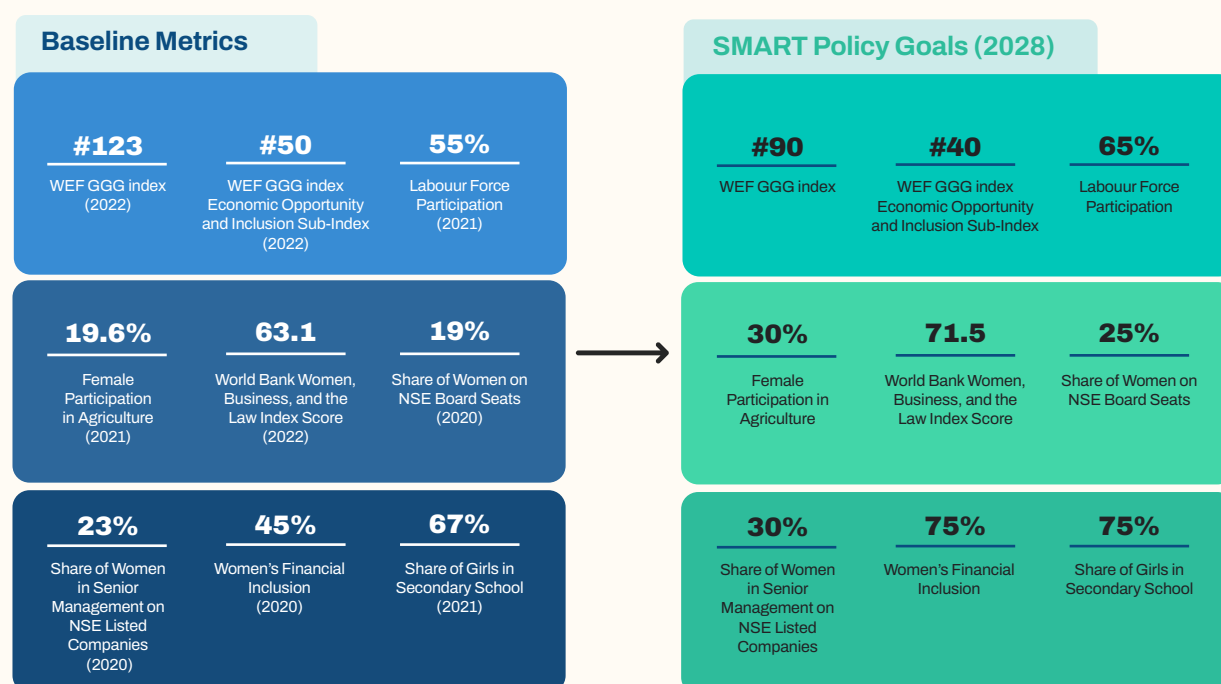 Baseline Metrics
#123
WEF GGG index
(2022)
#50
WEF GGG index
Economic Opportunity
and Inclusion Sub-Index
(2022)
55%
Labouur Force
Participation
(2021)
19.6%
Female
Participation
in Agriculture
(2021)
63.1
World Bank Women,
Business, and the
Law Index Score
(2022)
19%
Share of Women on
NSE Board Seats
(2020)
23%
Share of Women
in Senior
Management on
NSE Listed
Companies
(2020)
45%
Women's Financial
Inclusion
(2020)
67%
Share of Girls in
Secondary School
(2021)
SMART Policy Goals (2028)
#90
WEF GGG index
#40
WEF GGG index
Economic Opportunity
and Inclusion Sub-Index
65%
Labouur Force
Participation
30%
Female
Participation in
Agriculture
71.5
World Bank Women,
Business, and the
Law Index Score
25%
Share of Women on
NSE Board Seats
30%
Share of Women
in Senior
Management on
NSE Listed
Companies
75%
Women's Financial
Inclusion
75%
Share of Girls in
Secondary School